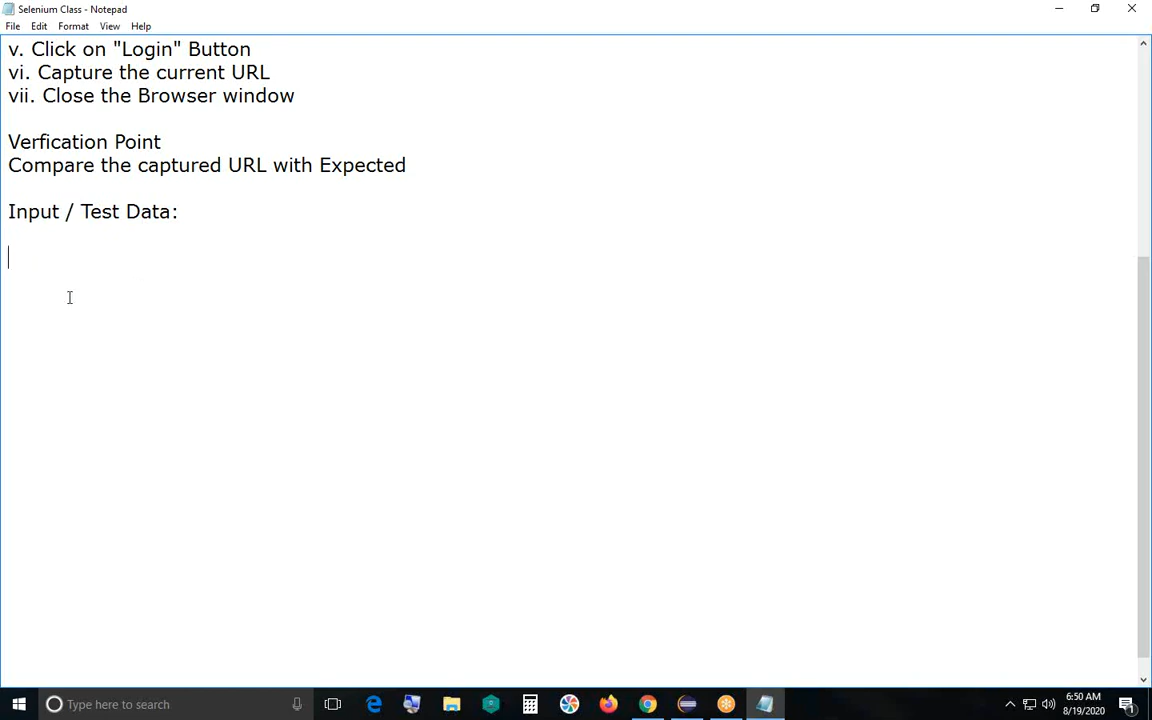 Selenium Class - Notepad
File Edit Format View Help
v. Click on "Login" Button
vi. Capture the current URL
vii. Close the Browser window
Verfication Point
Compare the captured URL with Expected
Input / Test Data:
Type here to search
6:50 AM
8/19/2020
1